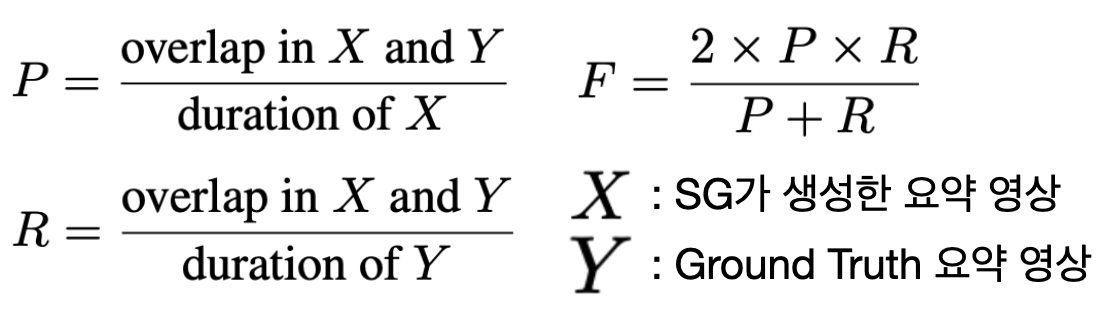 P = overlap in X and Y / duration of X
F = 2 × P × R / P + R
R = overlap in X and Y / duration of Y
X : SG가 생성한 요약 영상
Y : Ground Truth 요약 영상